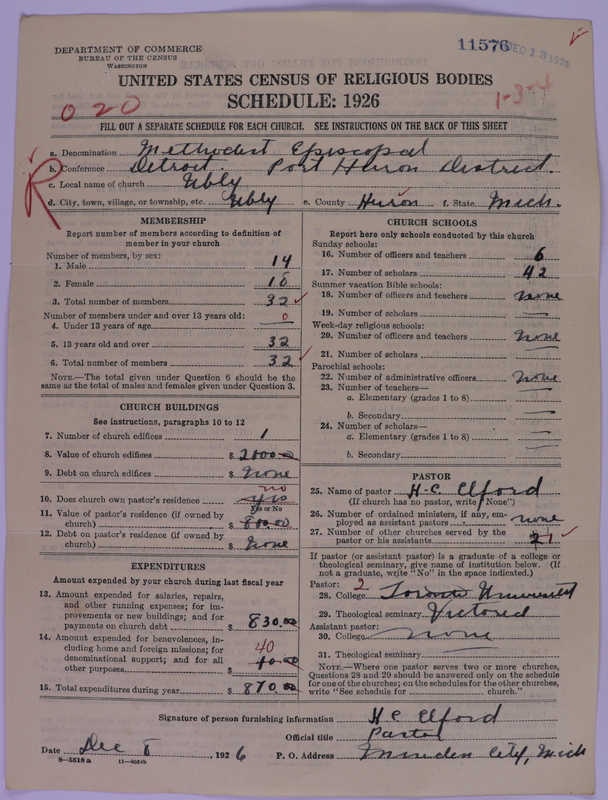 DEPARTMENT OF COMMERCE
BUREAU OF THE CENSUS
WASHINGTON
11576 DEC 13 1926
UNITED STATES CENSUS OF RELIGIOUS BODIES
SCHEDULE: 1926
020
1-3-4
FILL OUT A SEPARATE SCHEDULE FOR EACH CHURCH. SEE INSTRUCTIONS ON THE BACK OF THIS SHEET
R
a. Denomination Methodist Episcopal
b. Conference Detroit Port Huron District.
c. Local name of church Ubly
d. City, town, village, or township, etc. Ubly e. County Huron f. State Mich.
MEMBERSHIP
Report number of members according to definition of
member in your church
Number of members, by sex:
1. Male 14
2. Female 18
3. Total number of members 32
Number of members under and over 13 years old:
4. Under 13 years of age 0
5. 13 years old and over 32
6. Total number of members 32
NOTE.—The total given under Question 6 should be
same as the total of males and females given under Question 3.
CHURCH BUILDINGS
See instructions, paragraphs 10 to 12
7. Number of church edifices 1
8. Value of church edifices $ 2000.00
9. Debt on church edifices $ None
no
10. Does church own pastor's residence yes
Yes or No
11. Value of pastor's residence (if owned by
church) $ 800.00
12. Debt on pastor's residence (if owned by
church) $ None
EXPENDITURES
Amount expended by your church during last fiscal year
13. Amount expended for salaries, repairs,
and other running expenses; for im-
provements or new buildings; and for
payments on church debt $ 830.00
14. Amount expended for benevolences, in-
cluding home and foreign missions; for 40
denominational support; and for all
other purposes $ 40.00
15. Total expenditures during year $ 870.00
CHURCH SCHOOLS
Report here only schools conducted by this church
Sunday schools:
16. Number of officers and teachers 6
17. Number of scholars 42
Summer vacation Bible schools:
18. Number of officers and teachers none
19. Number of scholars —
Week-day religious schools:
20. Number of officers and teachers none
21. Number of scholars —
Parochial schools:
22. Number of administrative officers none
23. Number of teachers—
a. Elementary (grades 1 to 8) —
b. Secondary —
24. Number of scholars—
a. Elementary (grades 1 to 8) —
b. Secondary —
PASTOR
25. Name of pastor H. C. Elford
(If church has no pastor, write "None")
26. Number of ordained ministers, if any, em-
ployed as assistant pastors none
27. Number of other churches served by the
pastor or his assistants 1
If pastor (or assistant pastor) is a graduate of a college or
theological seminary, give name of institution below. (If
not a graduate, write "No" in the space indicated.)
Pastor: 2
28. College Toronto University
29. Theological seminary
Assistant pastor:
30. College none
31. Theological seminary
NOTE.—Where one pastor serves two or more churches,
Questions 28 and 29 should be answered only on the schedule
for one of the churches; on the schedules for the other churches,
write "See schedule for church."
Signature of person furnishing information H. C. Elford
Official title Pastor
Date Dec 8, 1926 P. O. Address Minden City, Mich
8—5518 a